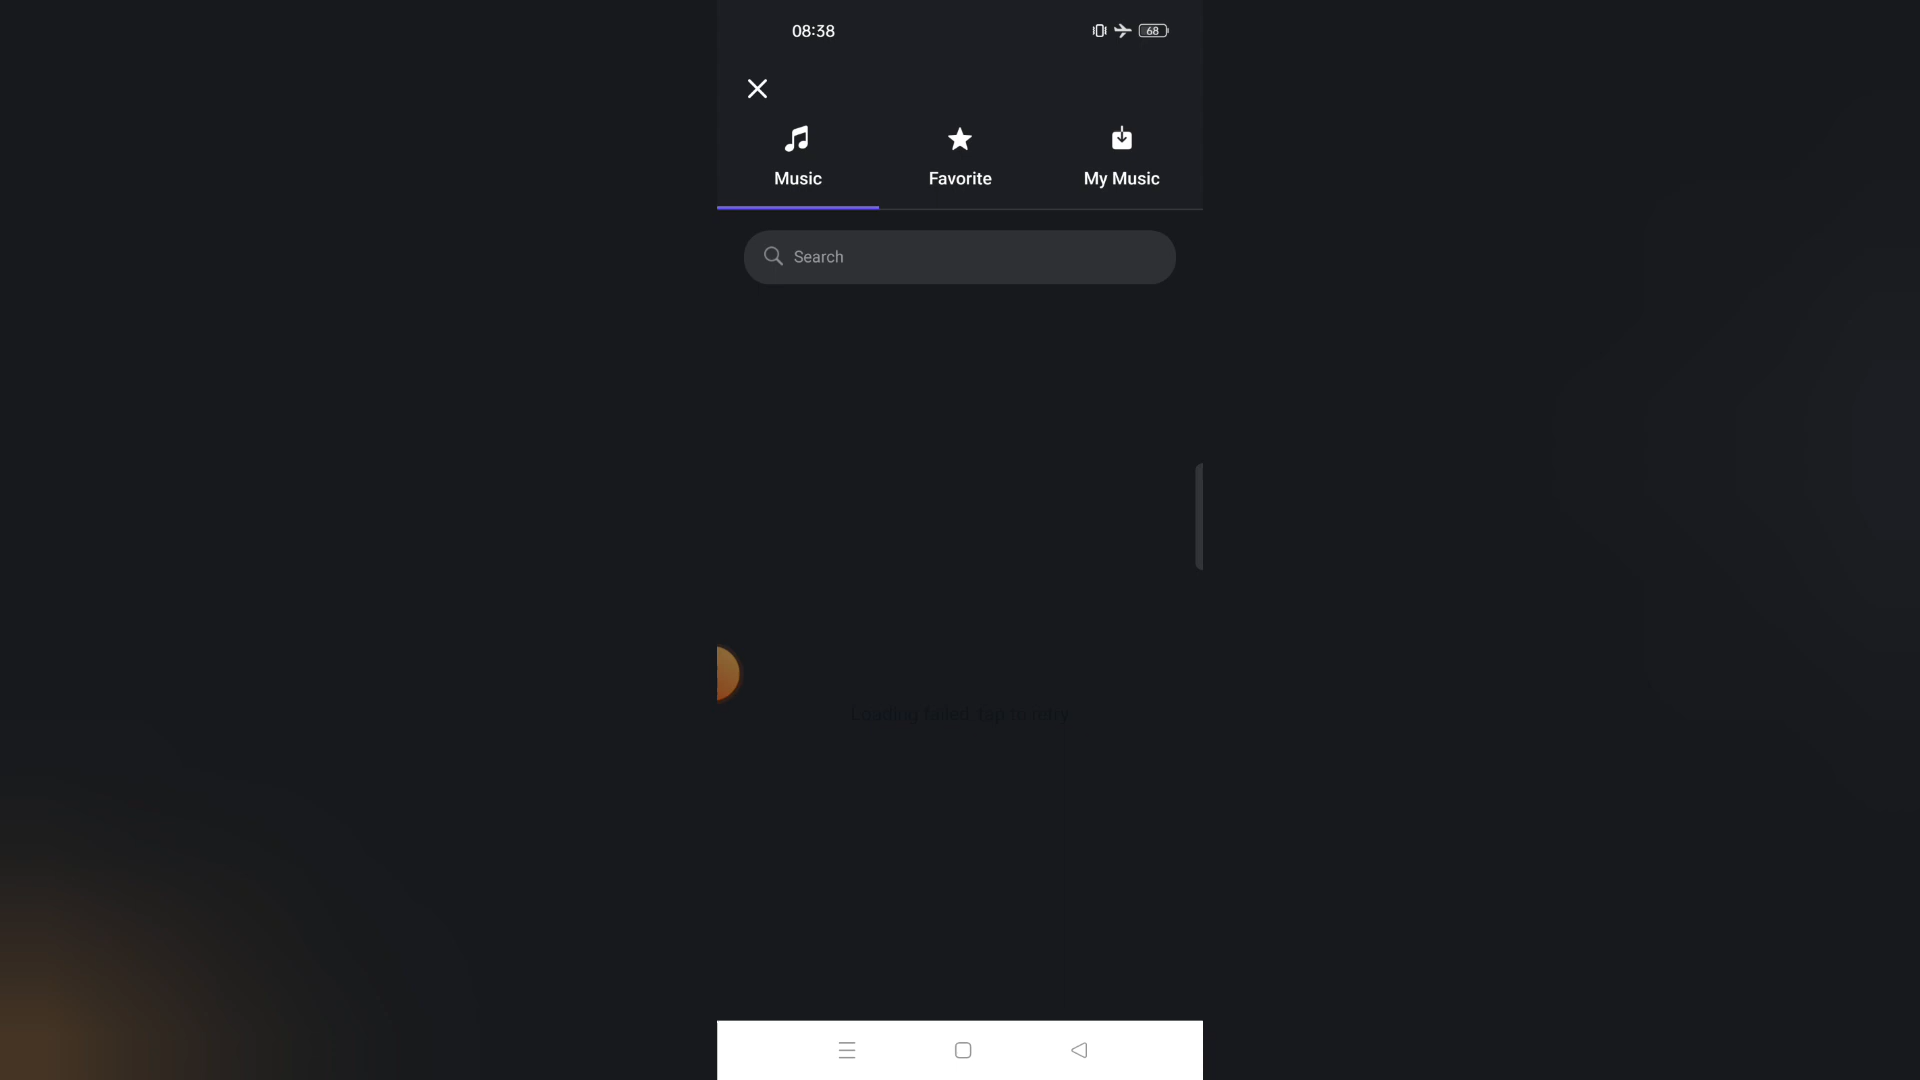 08:38
68
Music
Favorite
My Music
Search
Loading failed, tap to retry